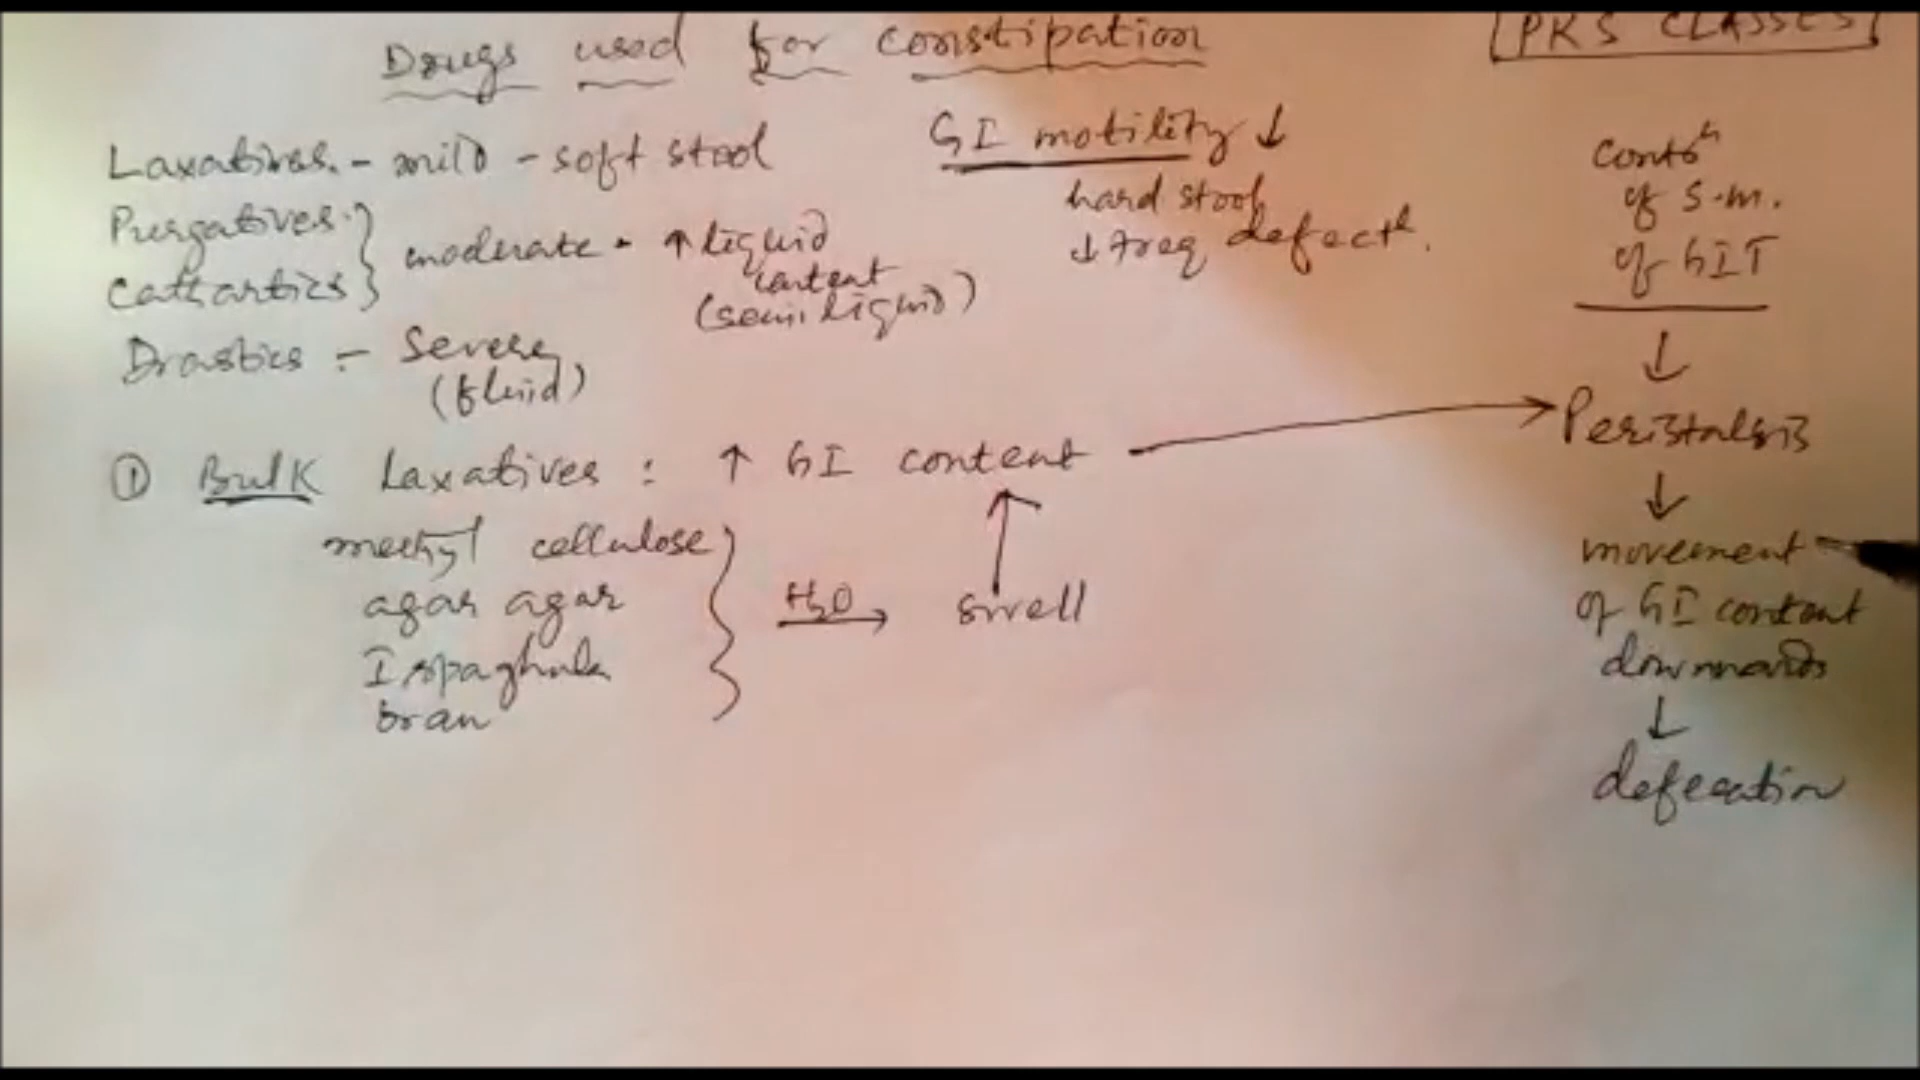 Drugs used for constipation
PKS CLASSES
Laxatives. - mild - soft stool
Purgatives.
Cathartics
} moderate - ↑ liquid
content
(semi liquid)
Drastics :- Severe
(fluid)
GI motility ↓
hard stool
↓ freq defectn.
① Bulk Laxatives : ↑ GI content
methyl cellulose
agar agar
Ispaghula
bran
} H2O → swell
Contn
of S.m.
of GIT
↓
Peristalsis
↓
movement
of GI content
downwards
↓
defecation